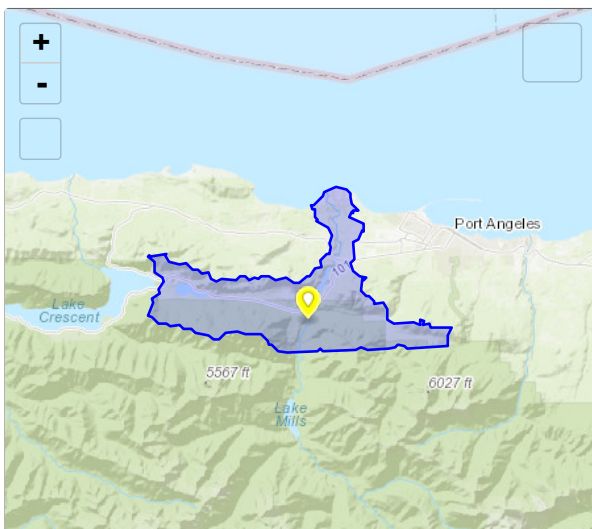 +
-
Port Angeles
101
Lake
Crescent
5567 ft
6027 ft
Lake
Mills